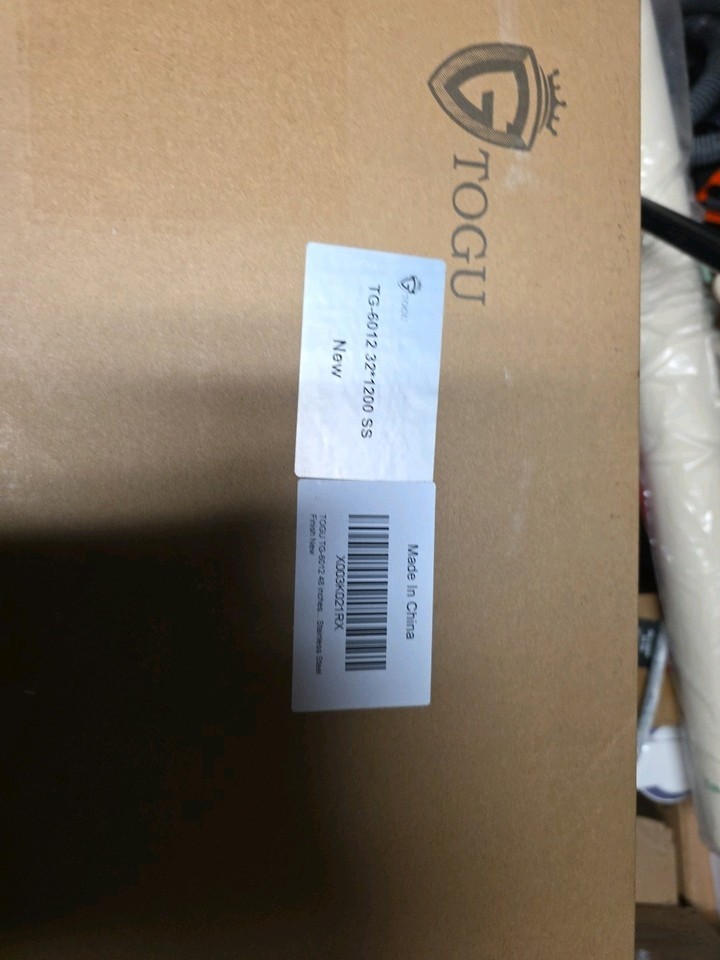 TOGU
TG-6012 32*1200 SS
New
Made In China
X003K021RX
TOGU TG-6012 48 inches... Stainless Steel
Finish New